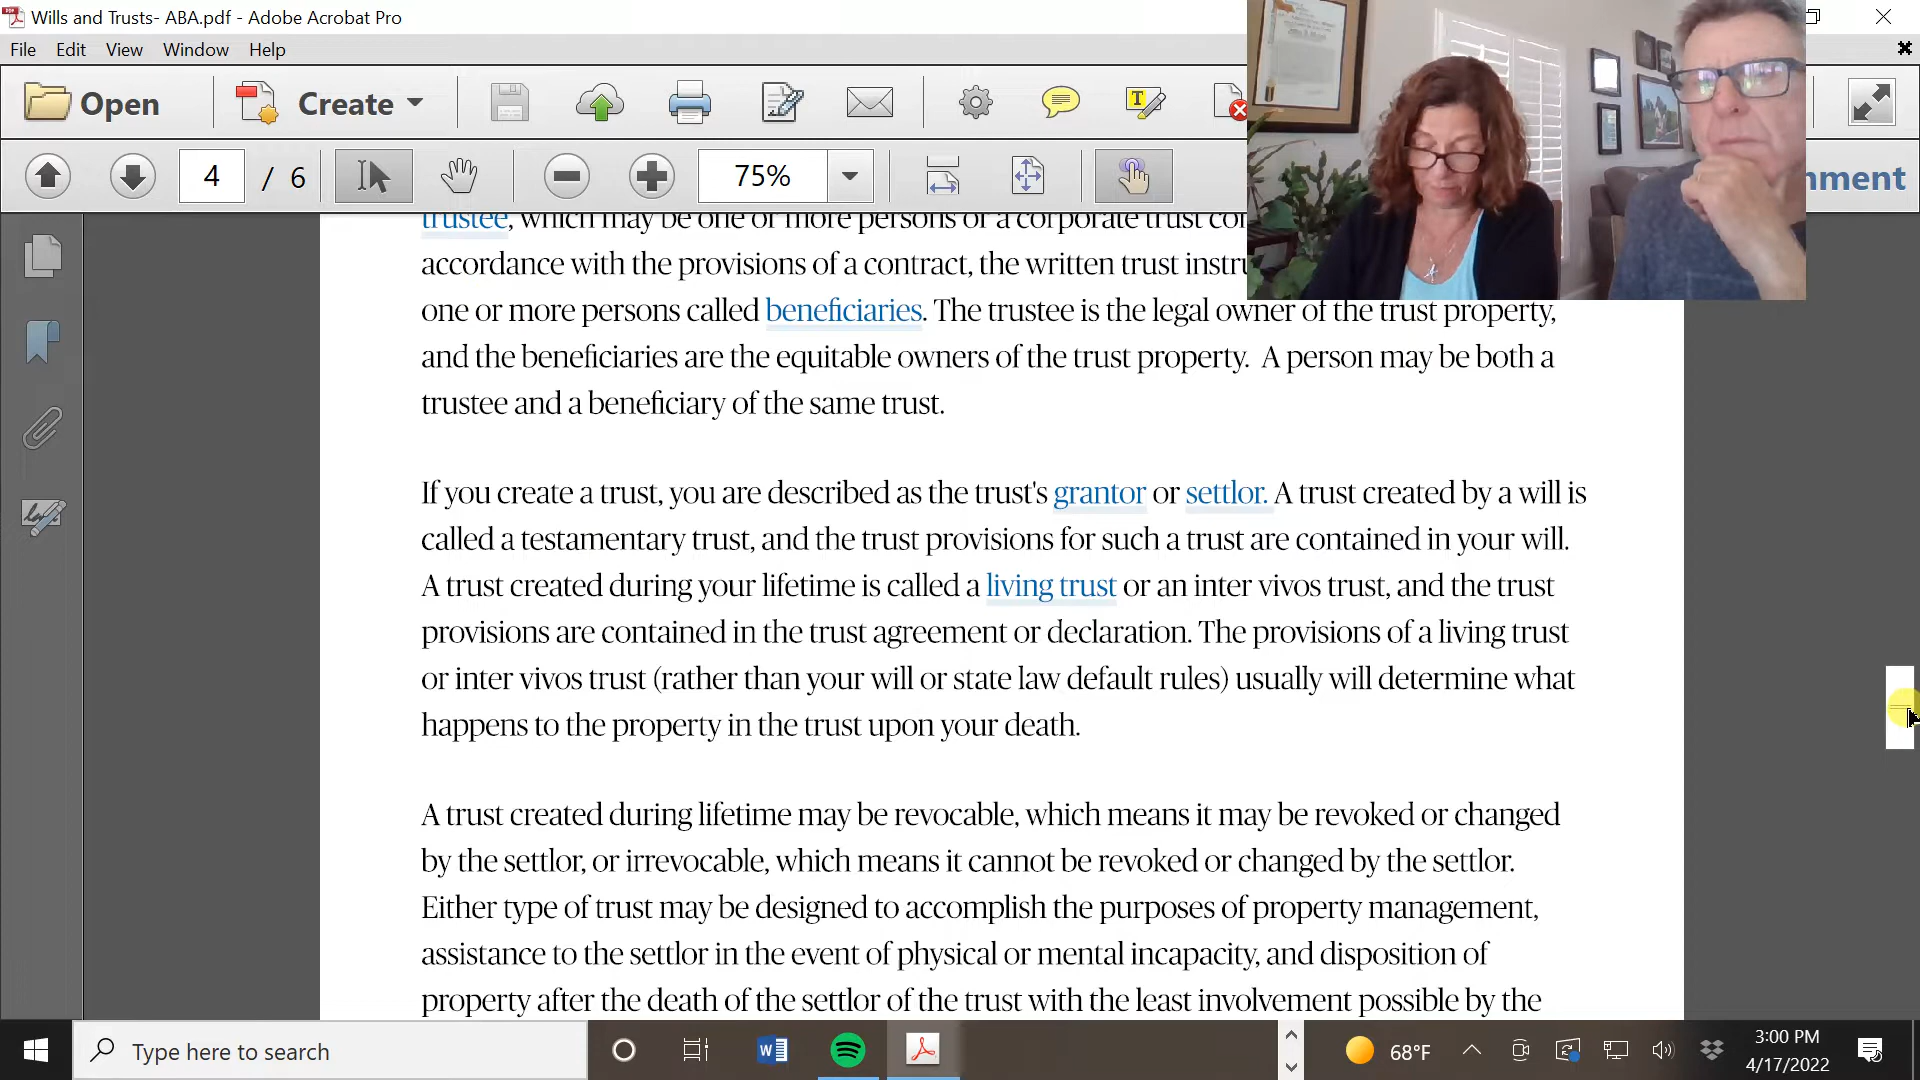 Wills and Trusts- ABA.pdf - Adobe Acrobat Pro
File Edit View Window Help
Open Create
4 / 6 75%
trustee, which may be one or more persons or a corporate trust
accordance with the provisions of a contract, the written trust
one or more persons called beneficiaries. The trustee is the legal owner of the trust property,
and the beneficiaries are the equitable owners of the trust property. A person may be both a
trustee and a beneficiary of the same trust.
If you create a trust, you are described as the trust's grantor or settlor. A trust created by a will is
called a testamentary trust, and the trust provisions for such a trust are contained in your will.
A trust created during your lifetime is called a living trust or an inter vivos trust, and the trust
provisions are contained in the trust agreement or declaration. The provisions of a living trust
or inter vivos trust (rather than your will or state law default rules) usually will determine what
happens to the property in the trust upon your death.
A trust created during lifetime may be revocable, which means it may be revoked or changed
by the settlor, or irrevocable, which means it cannot be revoked or changed by the settlor.
Either type of trust may be designed to accomplish the purposes of property management,
assistance to the settlor in the event of physical or mental incapacity, and disposition of
property after the death of the settlor of the trust with the least involvement possible by the
Type here to search
68°F
3:00 PM
4/17/2022